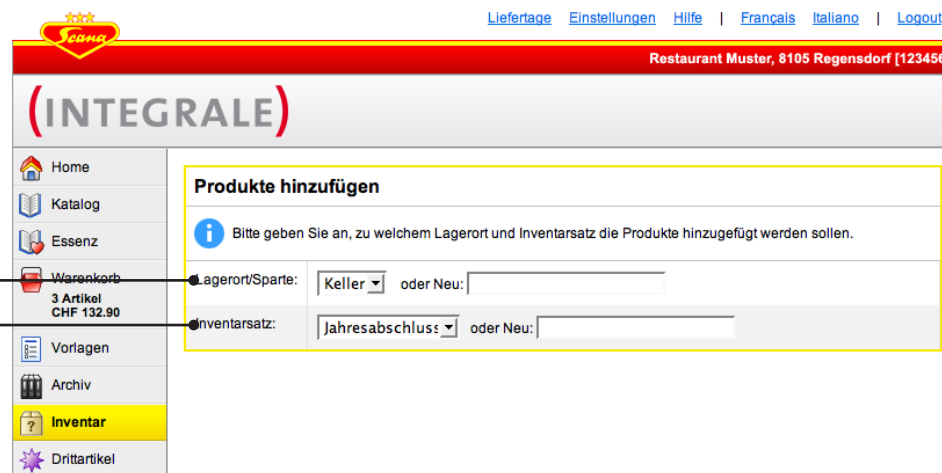 Scana
Liefertage Einstellungen Hilfe | Français Italiano | Logout
Restaurant Muster, 8105 Regensdorf [123456
(INTEGRALE)
Home
Katalog
Essenz
Warenkorb
3 Artikel
CHF 132.90
Vorlagen
Archiv
Inventar
Drittartikel
Produkte hinzufügen
Bitte geben Sie an, zu welchem Lagerort und Inventarsatz die Produkte hinzugefügt werden sollen.
Lagerort/Sparte: Keller oder Neu:
Inventarsatz: Jahresabschluss oder Neu: